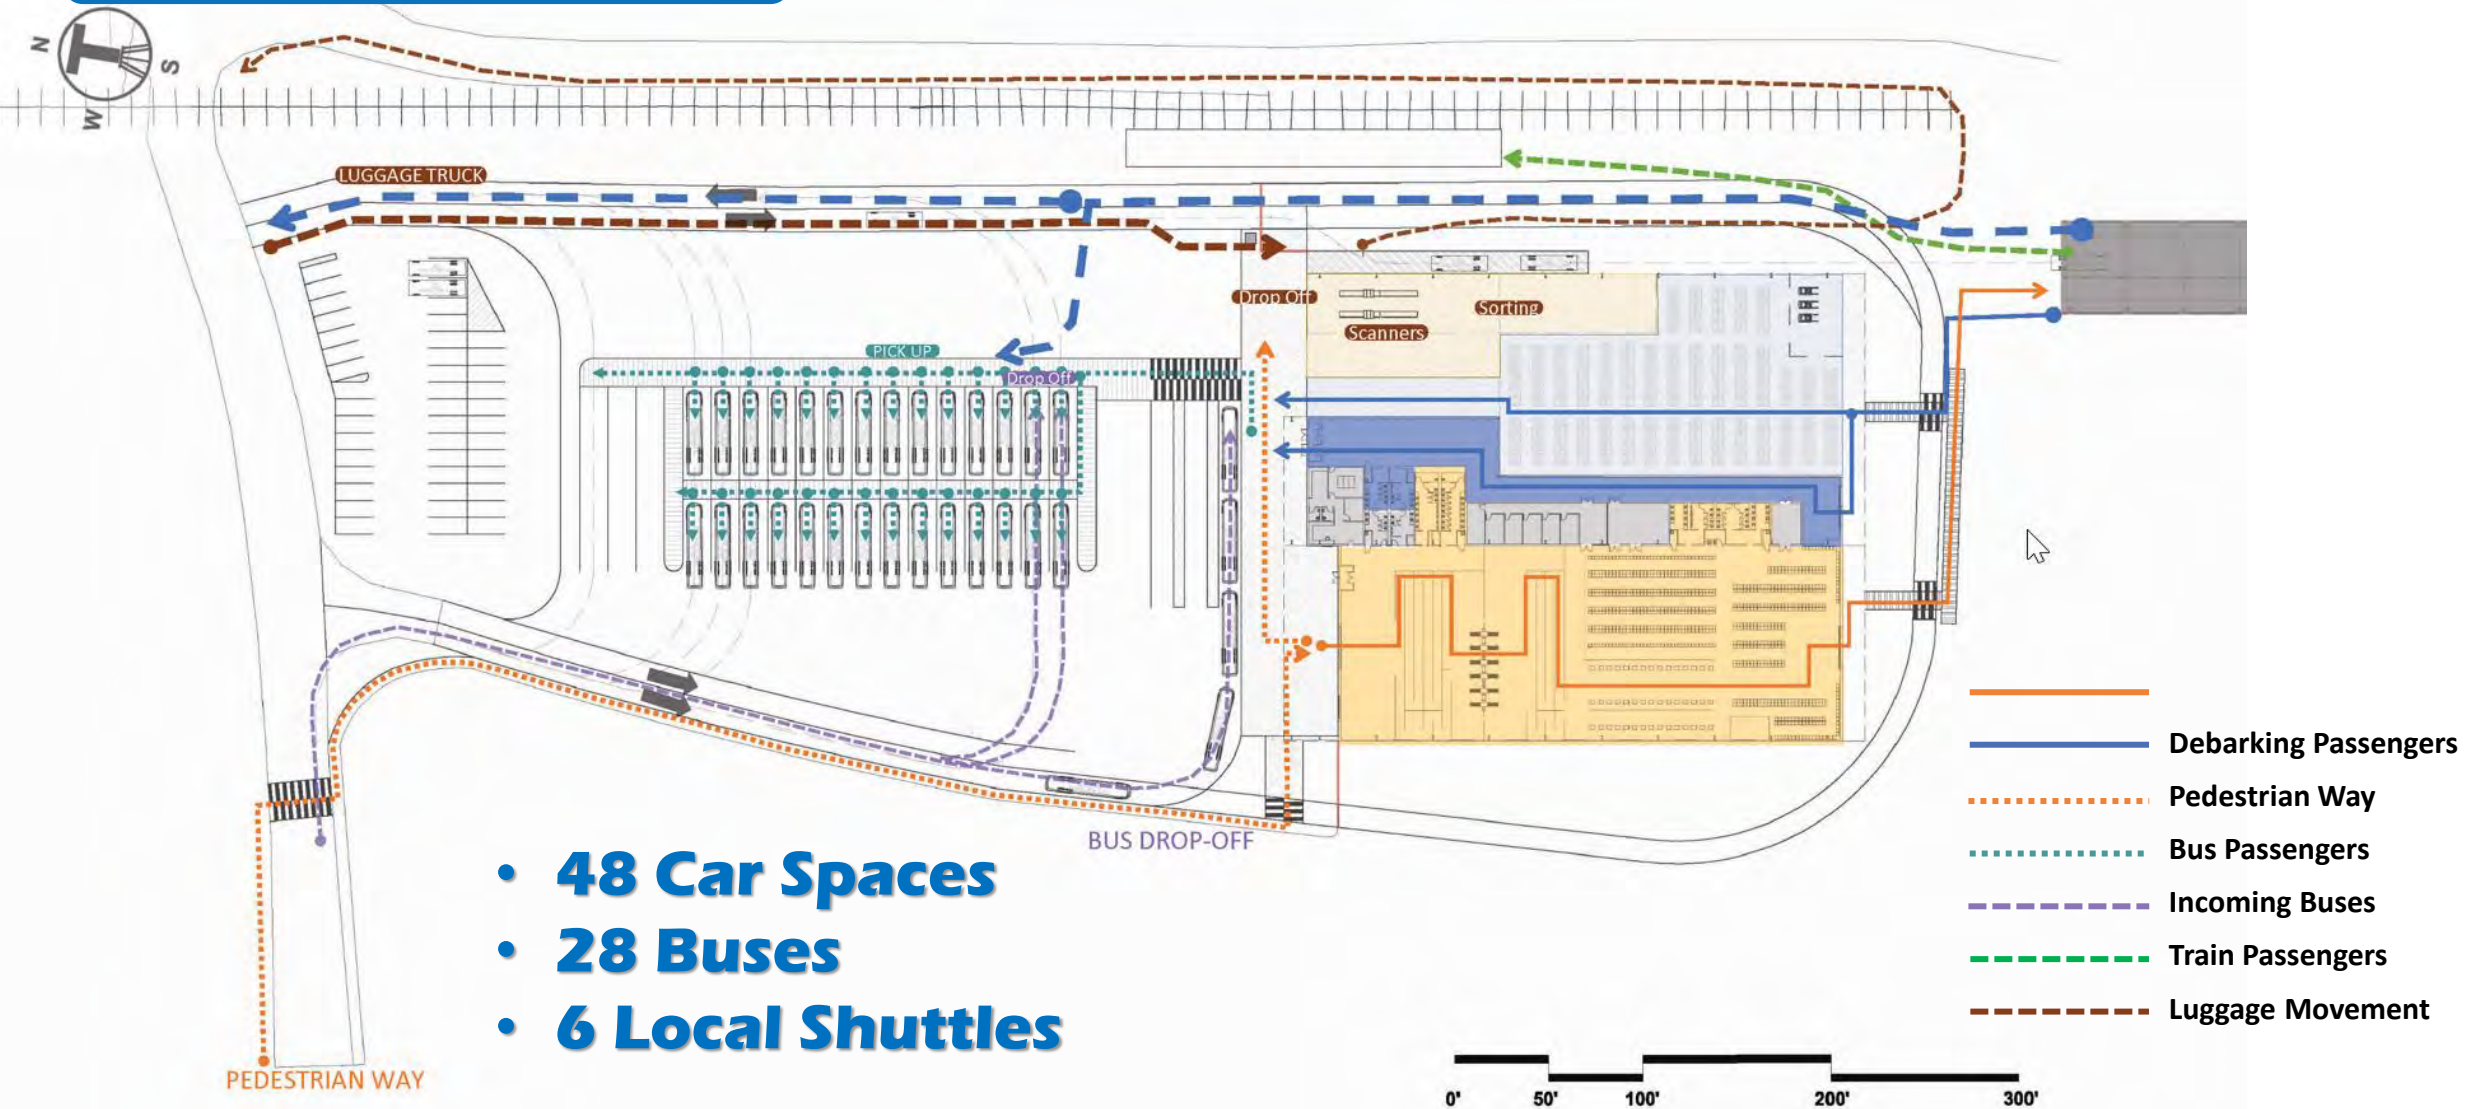 N
S
W
LUGGAGE TRUCK
Drop Off
Sorting
Scanners
PICK UP
Drop Off
BUS DROP-OFF
• 48 Car Spaces
• 28 Buses
• 6 Local Shuttles
PEDESTRIAN WAY
Debarking Passengers
Pedestrian Way
Bus Passengers
Incoming Buses
Train Passengers
Luggage Movement
0' 50' 100' 200' 300'